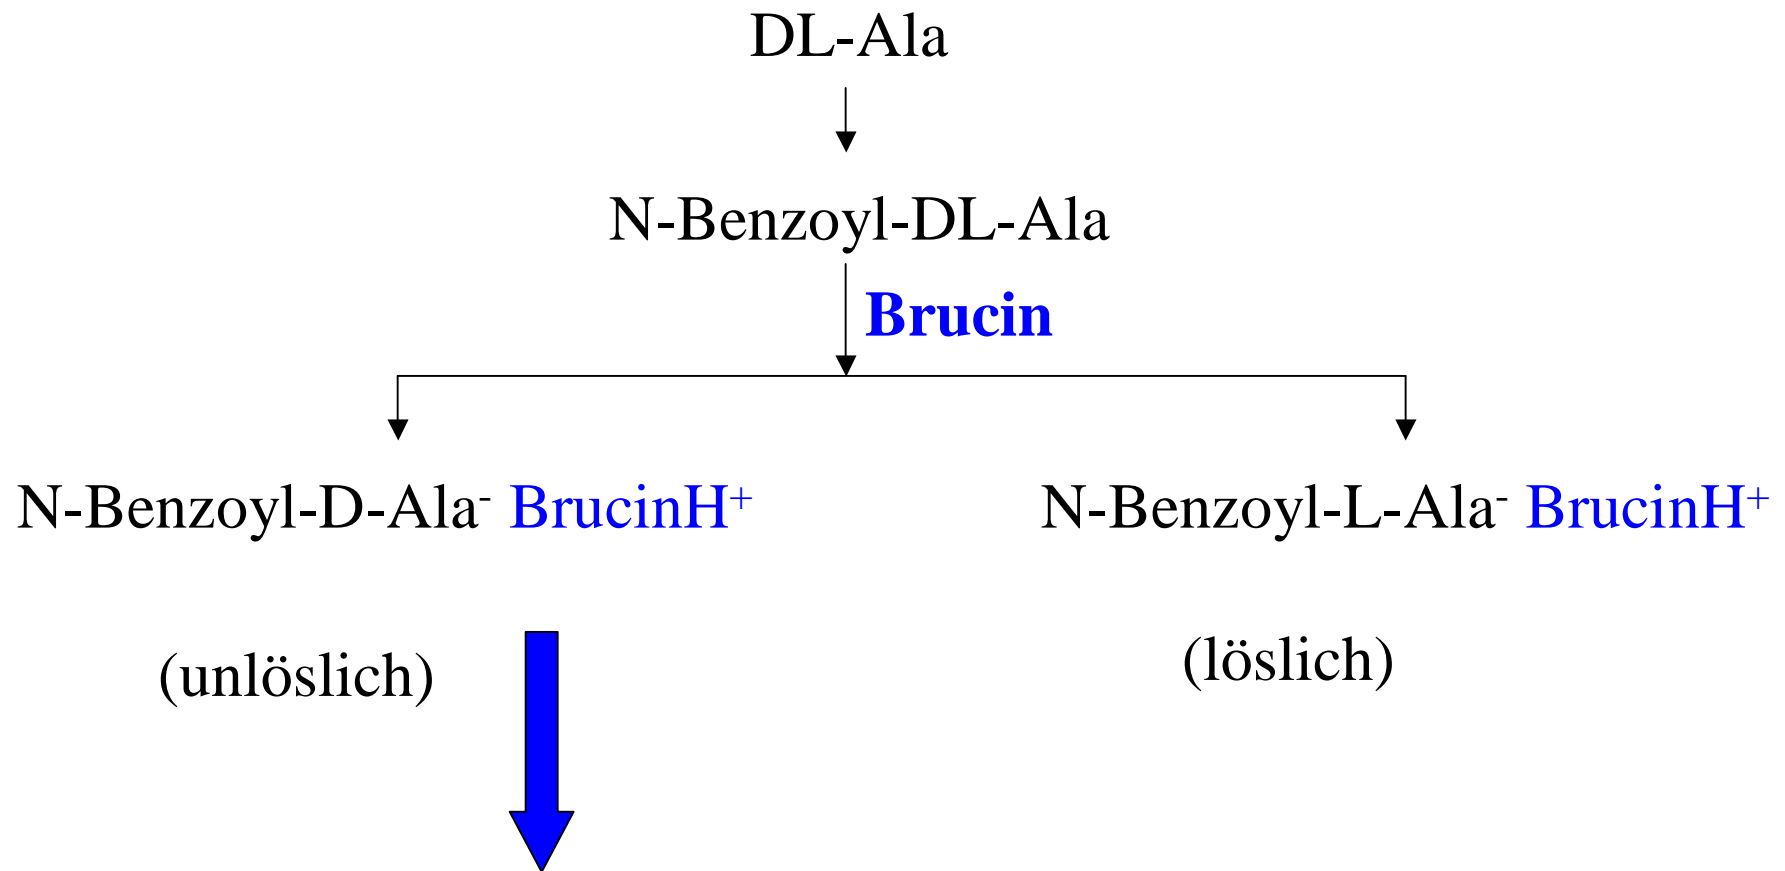 DL-Ala
N-Benzoyl-DL-Ala
Brucin
N-Benzoyl-D-Ala⁻ BrucinH⁺
N-Benzoyl-L-Ala⁻ BrucinH⁺
(unlöslich)
(löslich)